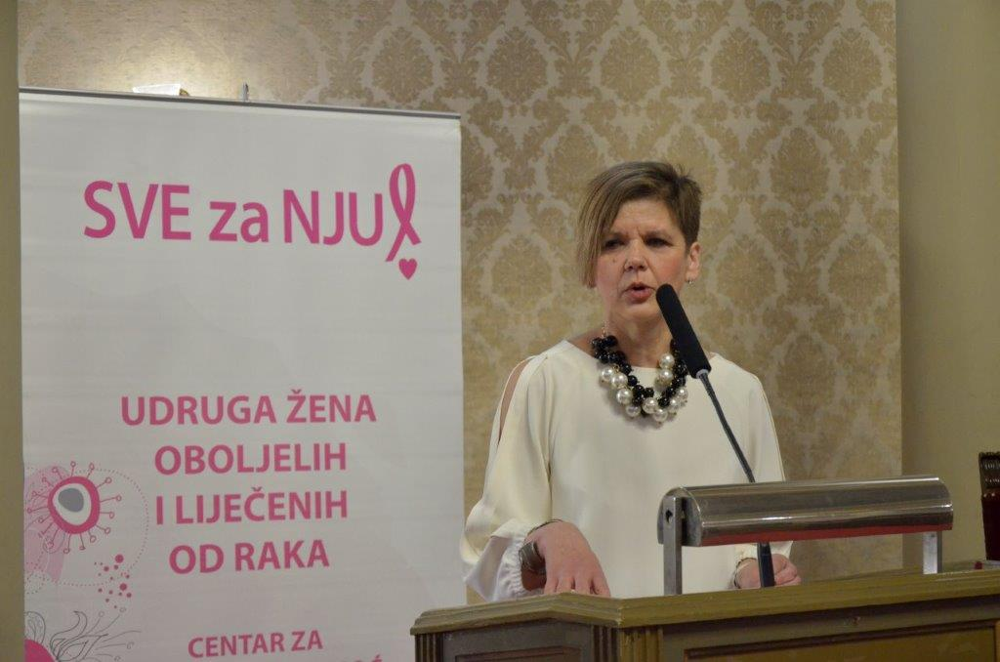 SVE za NJU
UDRUGA ŽENA
OBOLJELIH
I LIJEČENIH
OD RAKA
CENTAR ZA